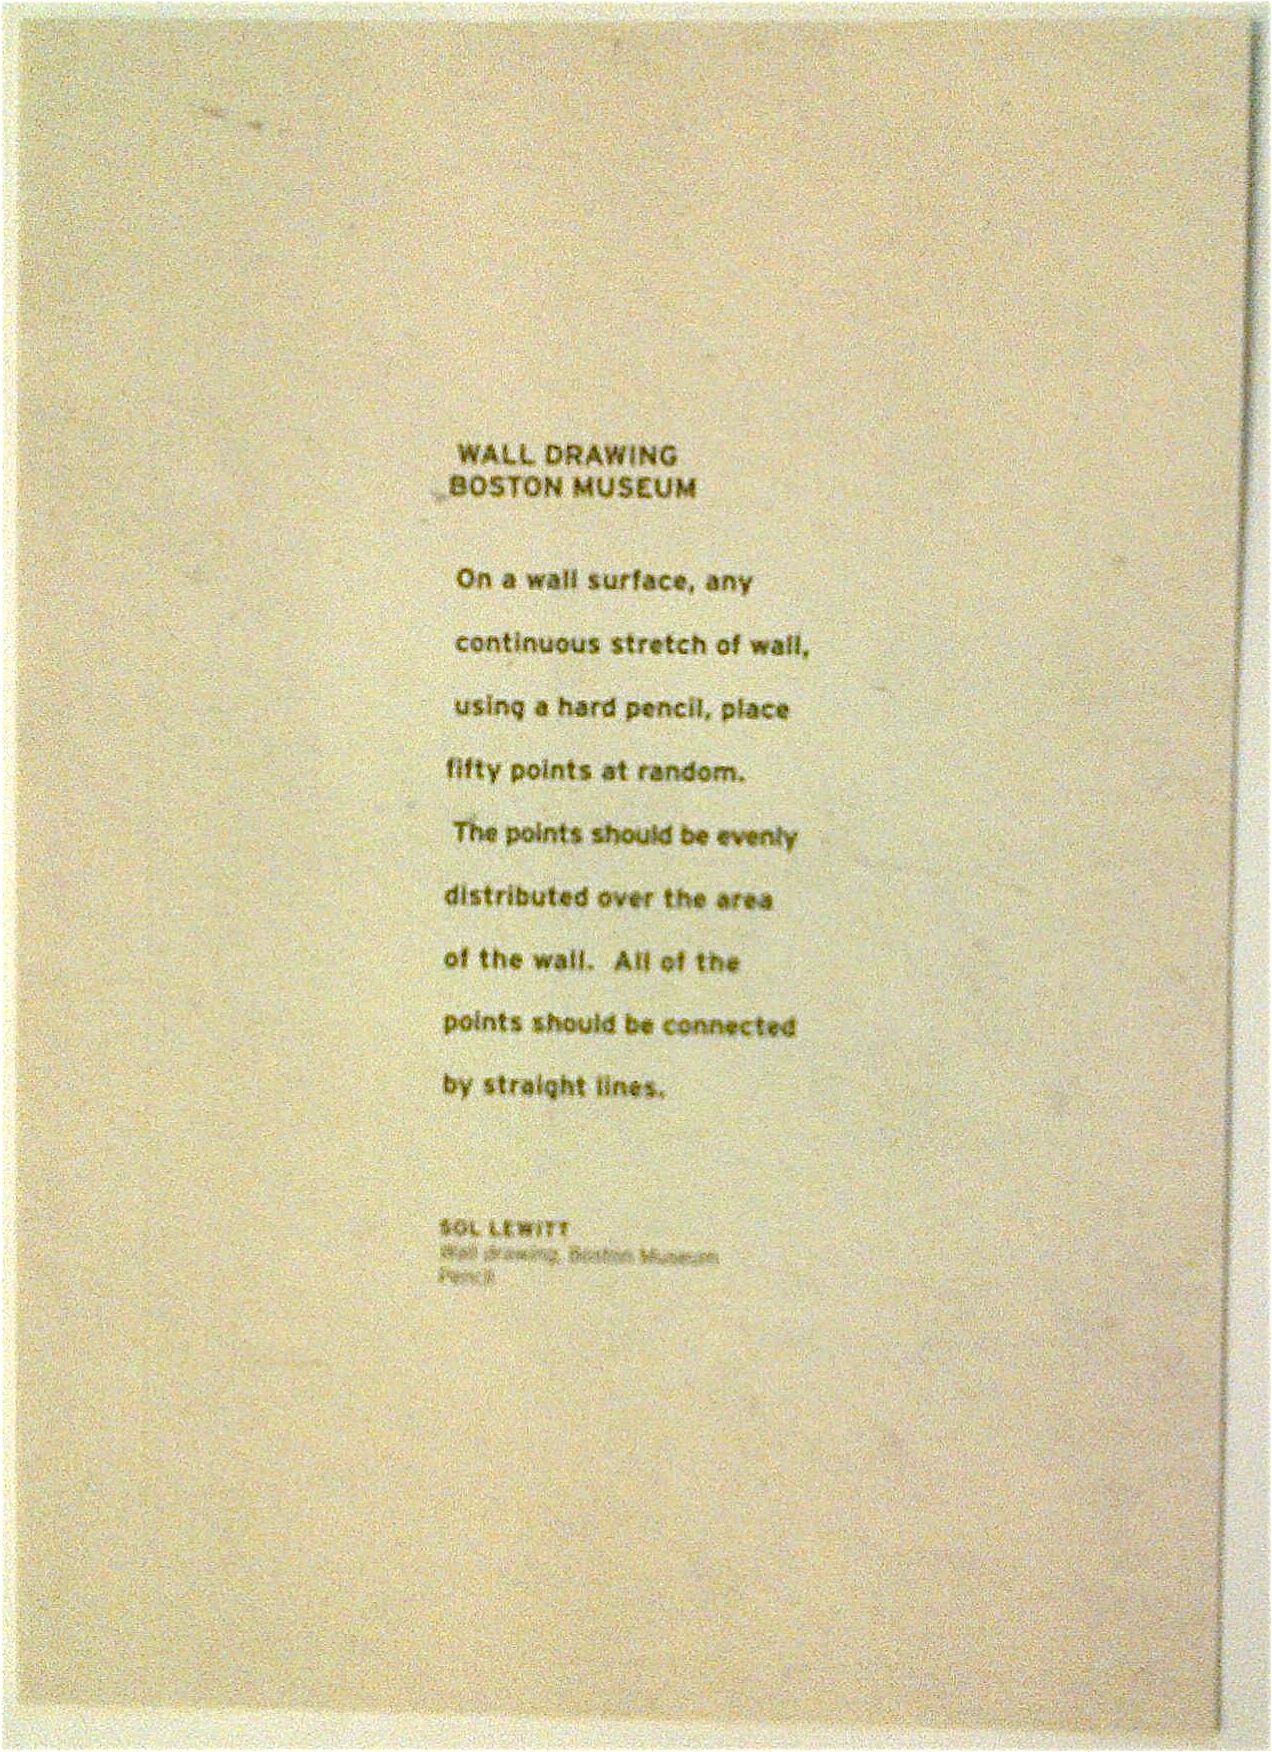 WALL DRAWING
BOSTON MUSEUM
On a wall surface, any
continuous stretch of wall,
using a hard pencil, place
fifty points at random.
The points should be evenly
distributed over the area
of the wall.  All of the
points should be connected
by straight lines.
SOL LEWITT
Wall drawing, Boston Museum
Pencil